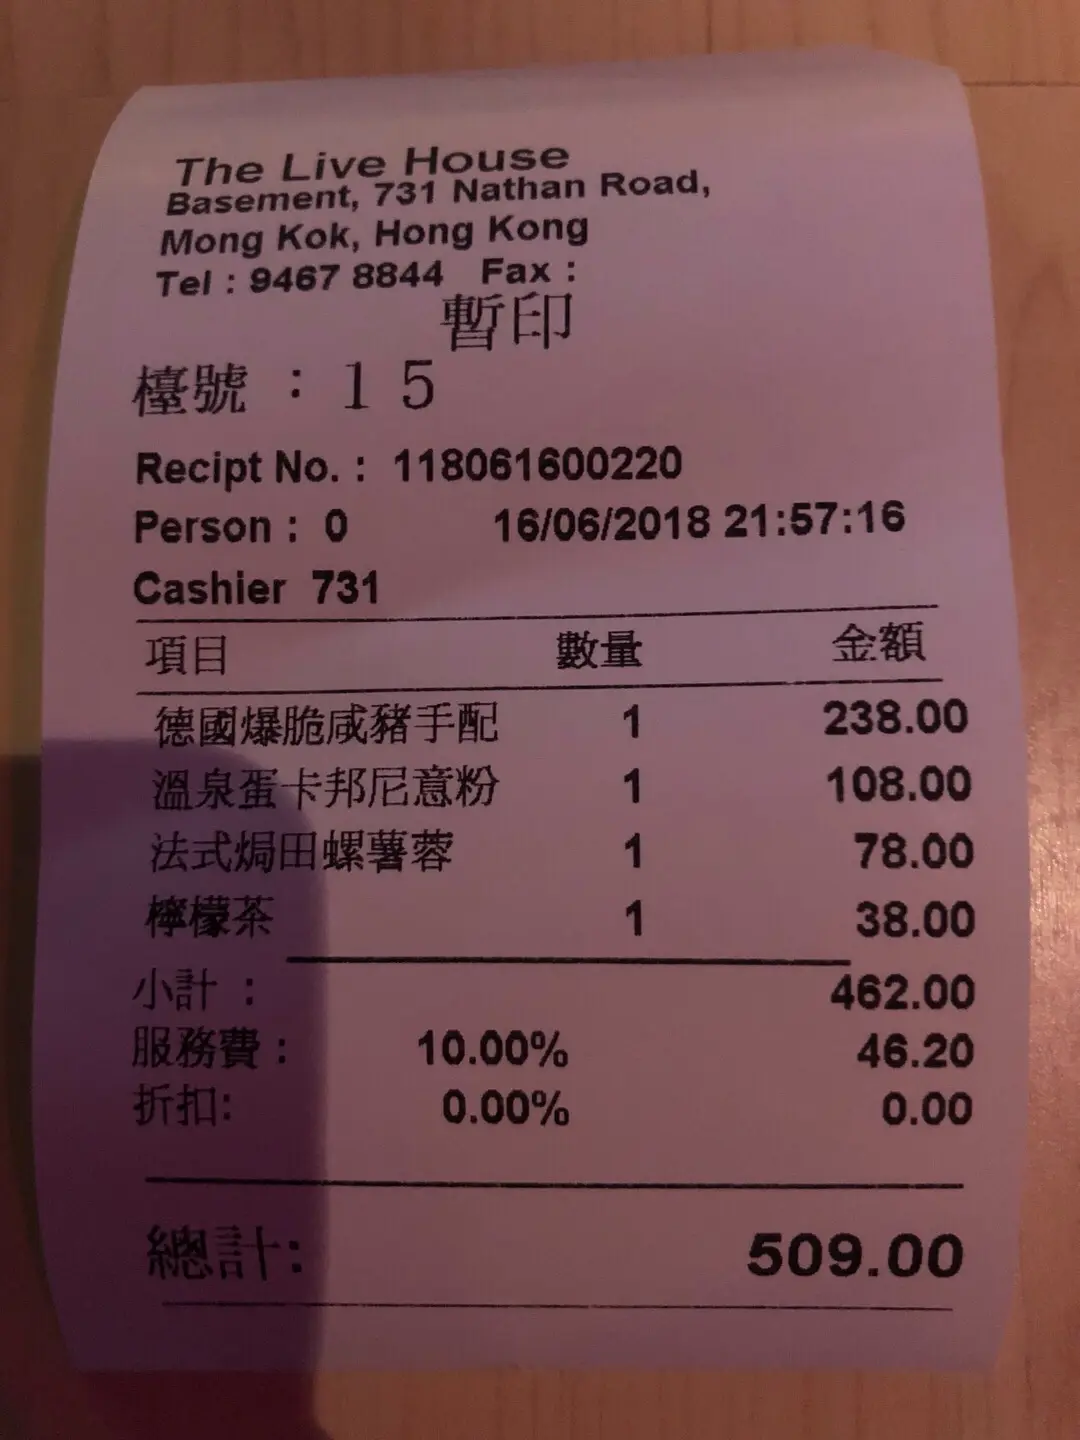 The Live House
Basement, 731 Nathan Road,
Mong Kok, Hong Kong
Tel : 9467 8844 Fax :
暫印
檯號 : 15
Recipt No. : 118061600220
Person : 0 16/06/2018 21:57:16
Cashier 731
項目 數量 金額
德國爆脆咸豬手配 1 238.00
溫泉蛋卡邦尼意粉 1 108.00
法式焗田螺薯蓉 1 78.00
檸檬茶 1 38.00
小計 : 462.00
服務費 : 10.00% 46.20
折扣: 0.00% 0.00
總計: 509.00